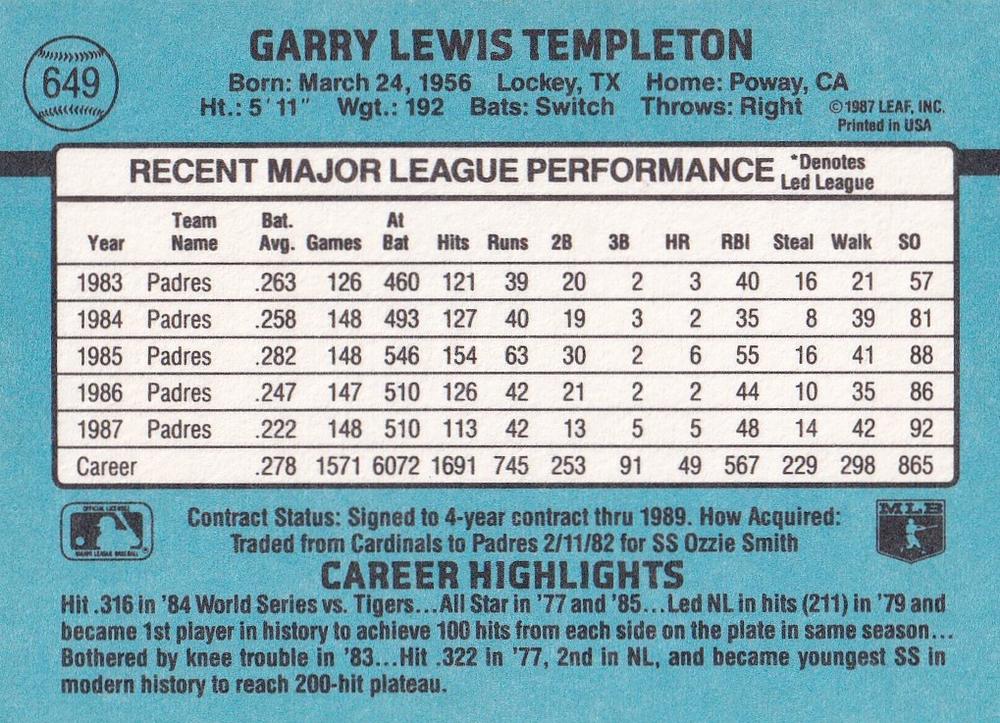 649
GARRY LEWIS TEMPLETON
Born: March 24, 1956 Lockey, TX Home: Poway, CA
Ht.: 5' 11" Wgt.: 192 Bats: Switch Throws: Right ©1987 LEAF, INC.
Printed in USA
RECENT MAJOR LEAGUE PERFORMANCE *Denotes
Led League
Year Team Name Bat. Avg. Games At Bat Hits Runs 2B 3B HR RBI Steal Walk SO
1983 Padres .263 126 460 121 39 20 2 3 40 16 21 57
1984 Padres .258 148 493 127 40 19 3 2 35 8 39 81
1985 Padres .282 148 546 154 63 30 2 6 55 16 41 88
1986 Padres .247 147 510 126 42 21 2 2 44 10 35 86
1987 Padres .222 148 510 113 42 13 5 5 48 14 42 92
Career .278 1571 6072 1691 745 253 91 49 567 229 298 865
OFFICIAL LICENSEE
MAJOR LEAGUE BASEBALL
Contract Status: Signed to 4-year contract thru 1989. How Acquired:
Traded from Cardinals to Padres 2/11/82 for SS Ozzie Smith
MLB
CAREER HIGHLIGHTS
Hit .316 in '84 World Series vs. Tigers...All Star in '77 and '85...Led NL in hits (211) in '79 and
became 1st player in history to achieve 100 hits from each side on the plate in same season...
Bothered by knee trouble in '83...Hit .322 in '77, 2nd in NL, and became youngest SS in
modern history to reach 200-hit plateau.